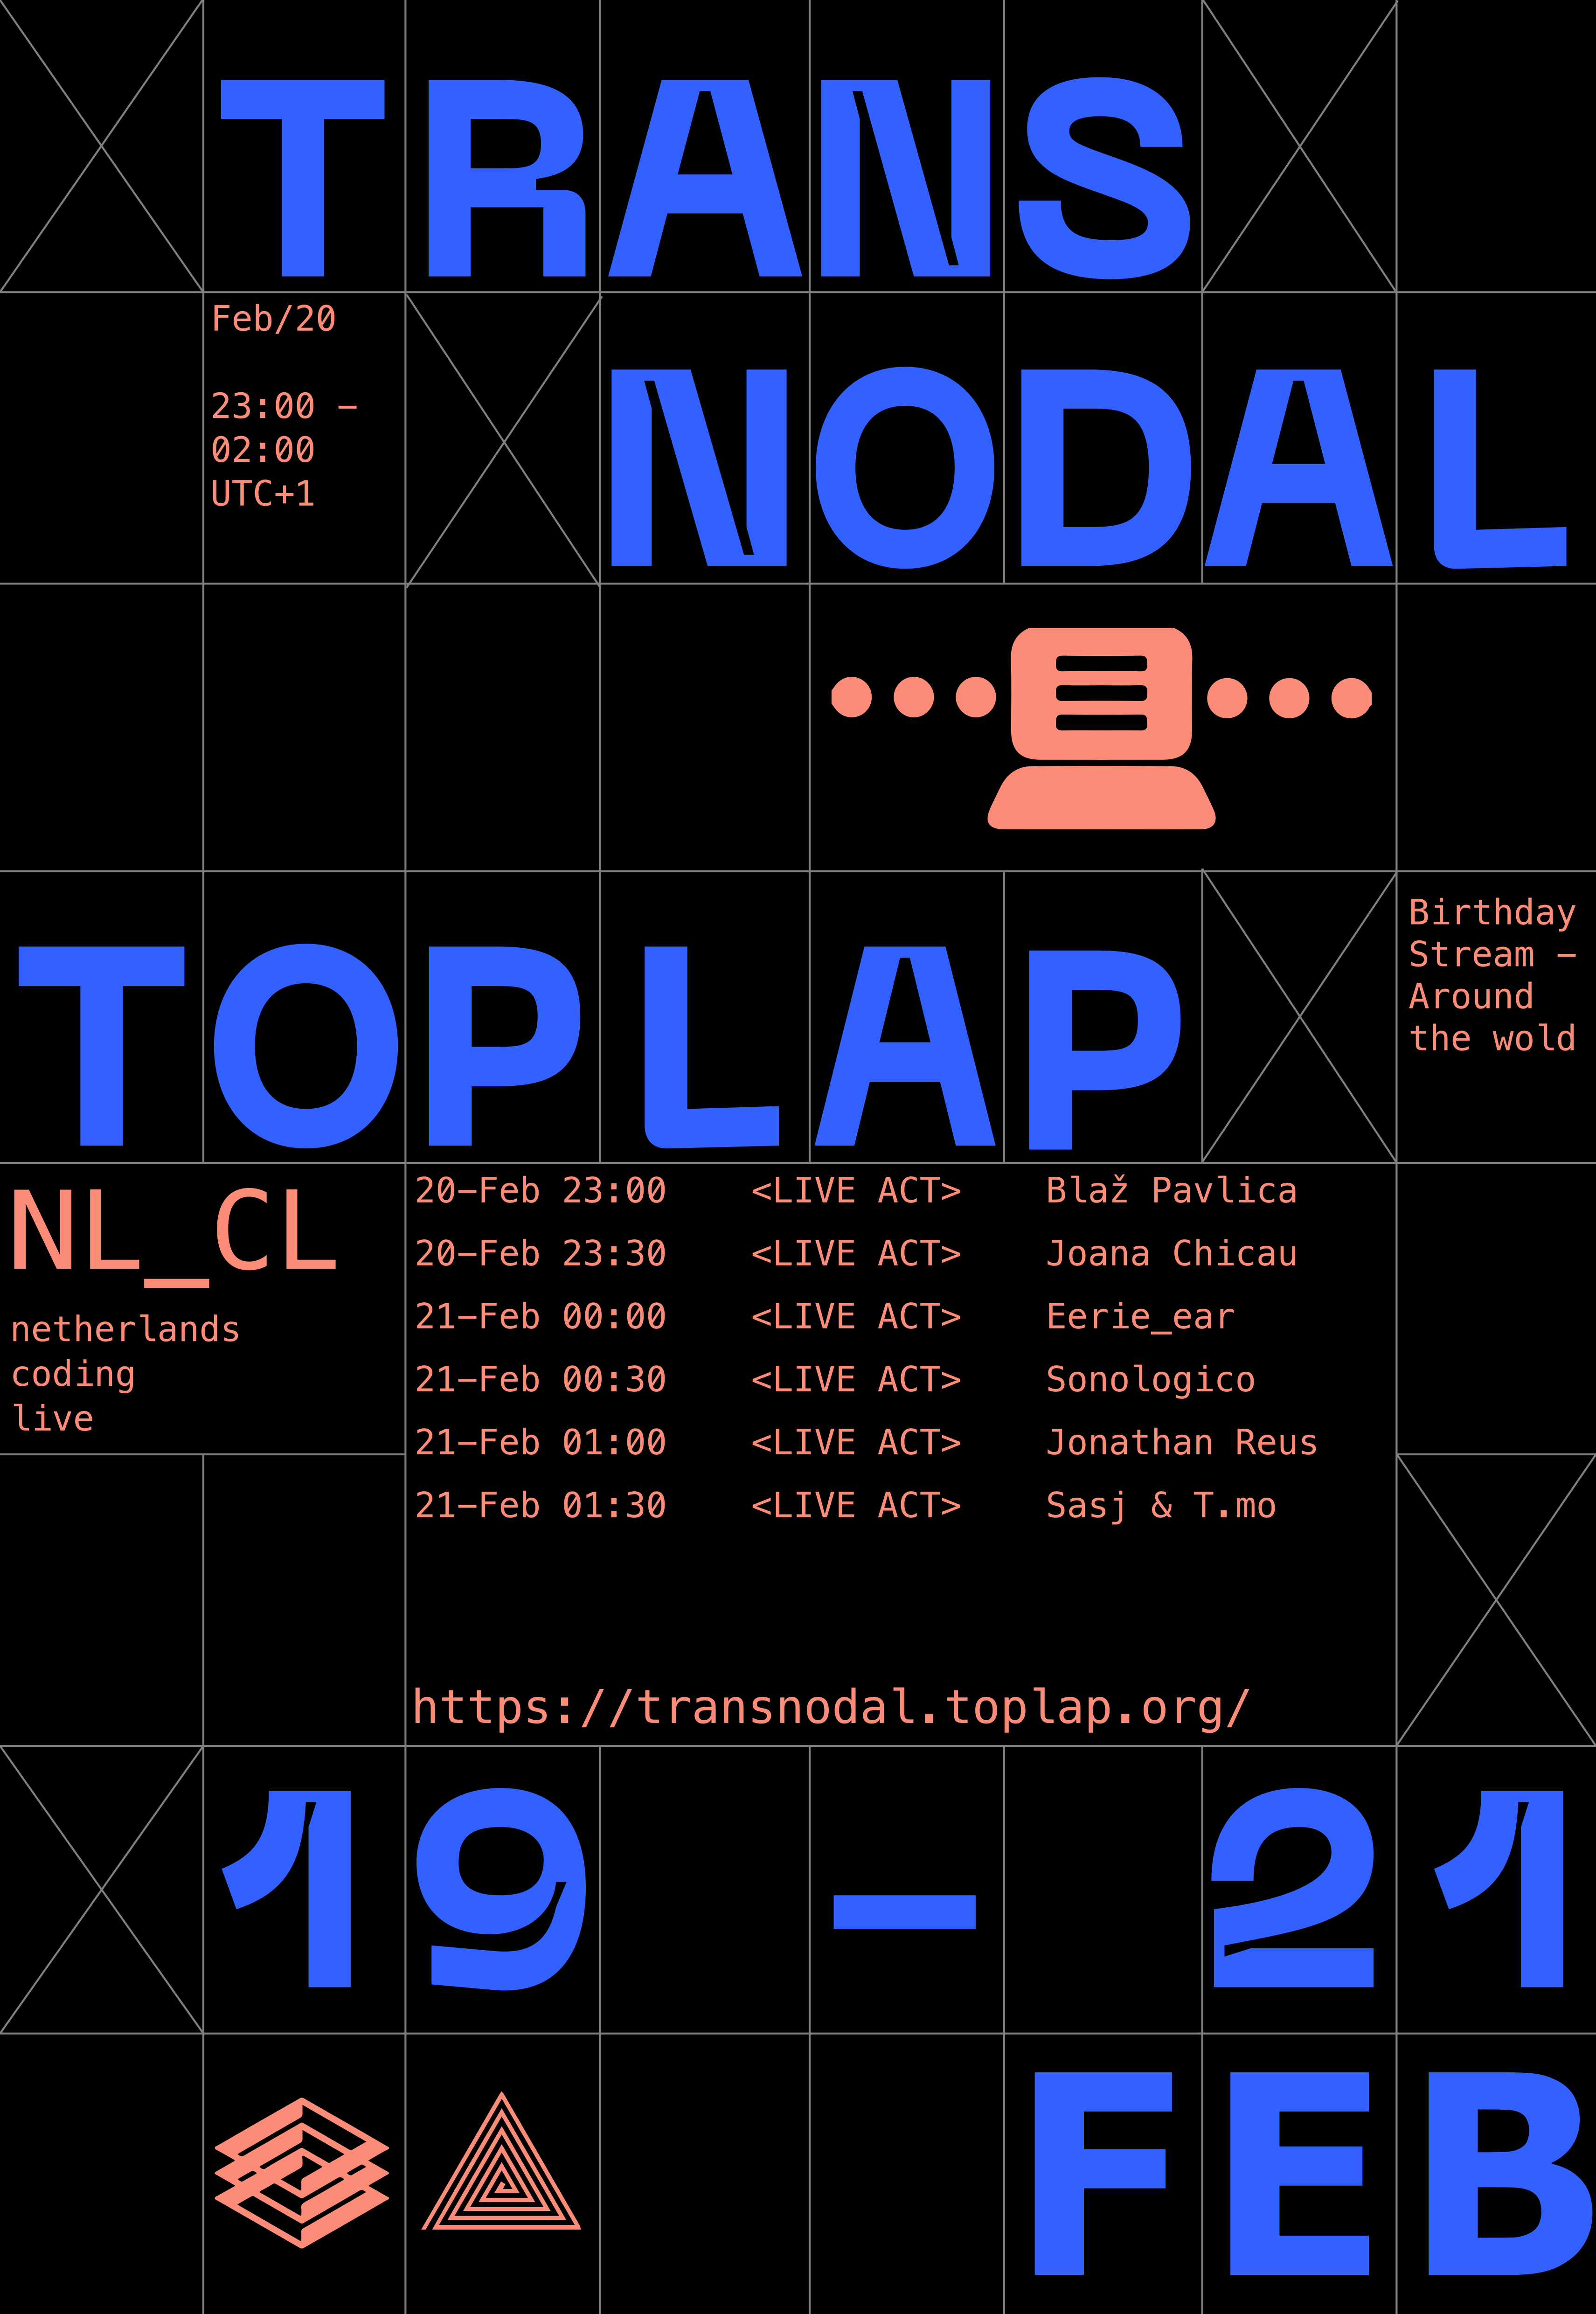 TRANS
Feb/20
23:00 –
02:00
UTC+1
NODAL
TOPLAP
Birthday
Stream –
Around
the wold
NL_CL
netherlands
coding
live
20–Feb 23:00 <LIVE ACT> Blaž Pavlica
20–Feb 23:30 <LIVE ACT> Joana Chicau
21–Feb 00:00 <LIVE ACT> Eerie_ear
21–Feb 00:30 <LIVE ACT> Sonologico
21–Feb 01:00 <LIVE ACT> Jonathan Reus
21–Feb 01:30 <LIVE ACT> Sasj & T.mo
https://transnodal.toplap.org/
19 – 21
FEB